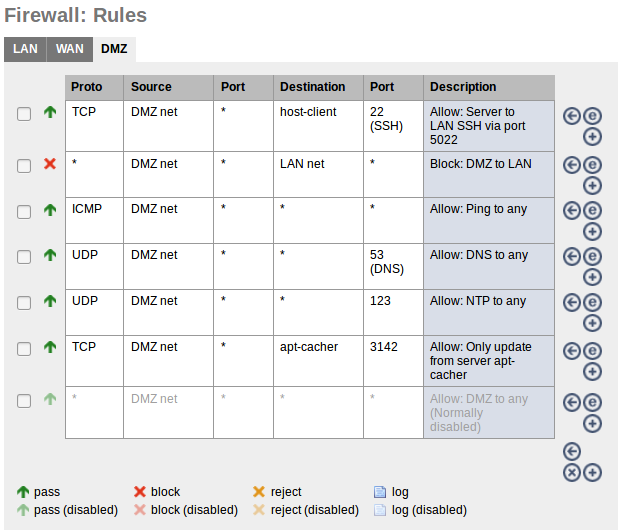 Firewall: Rules
LAN WAN DMZ
Proto Source Port Destination Port Description
TCP DMZ net * host-client 22 Allow: Server to
(SSH) LAN SSH via port
5022
* DMZ net * LAN net * Block: DMZ to LAN
ICMP DMZ net * * * Allow: Ping to any
UDP DMZ net * * 53 Allow: DNS to any
(DNS)
UDP DMZ net * * 123 Allow: NTP to any
TCP DMZ net * apt-cacher 3142 Allow: Only update
from server apt-
cacher
* DMZ net * * * Allow: DMZ to any
(Normally
disabled)
pass block reject log
pass (disabled) block (disabled) reject (disabled) log (disabled)